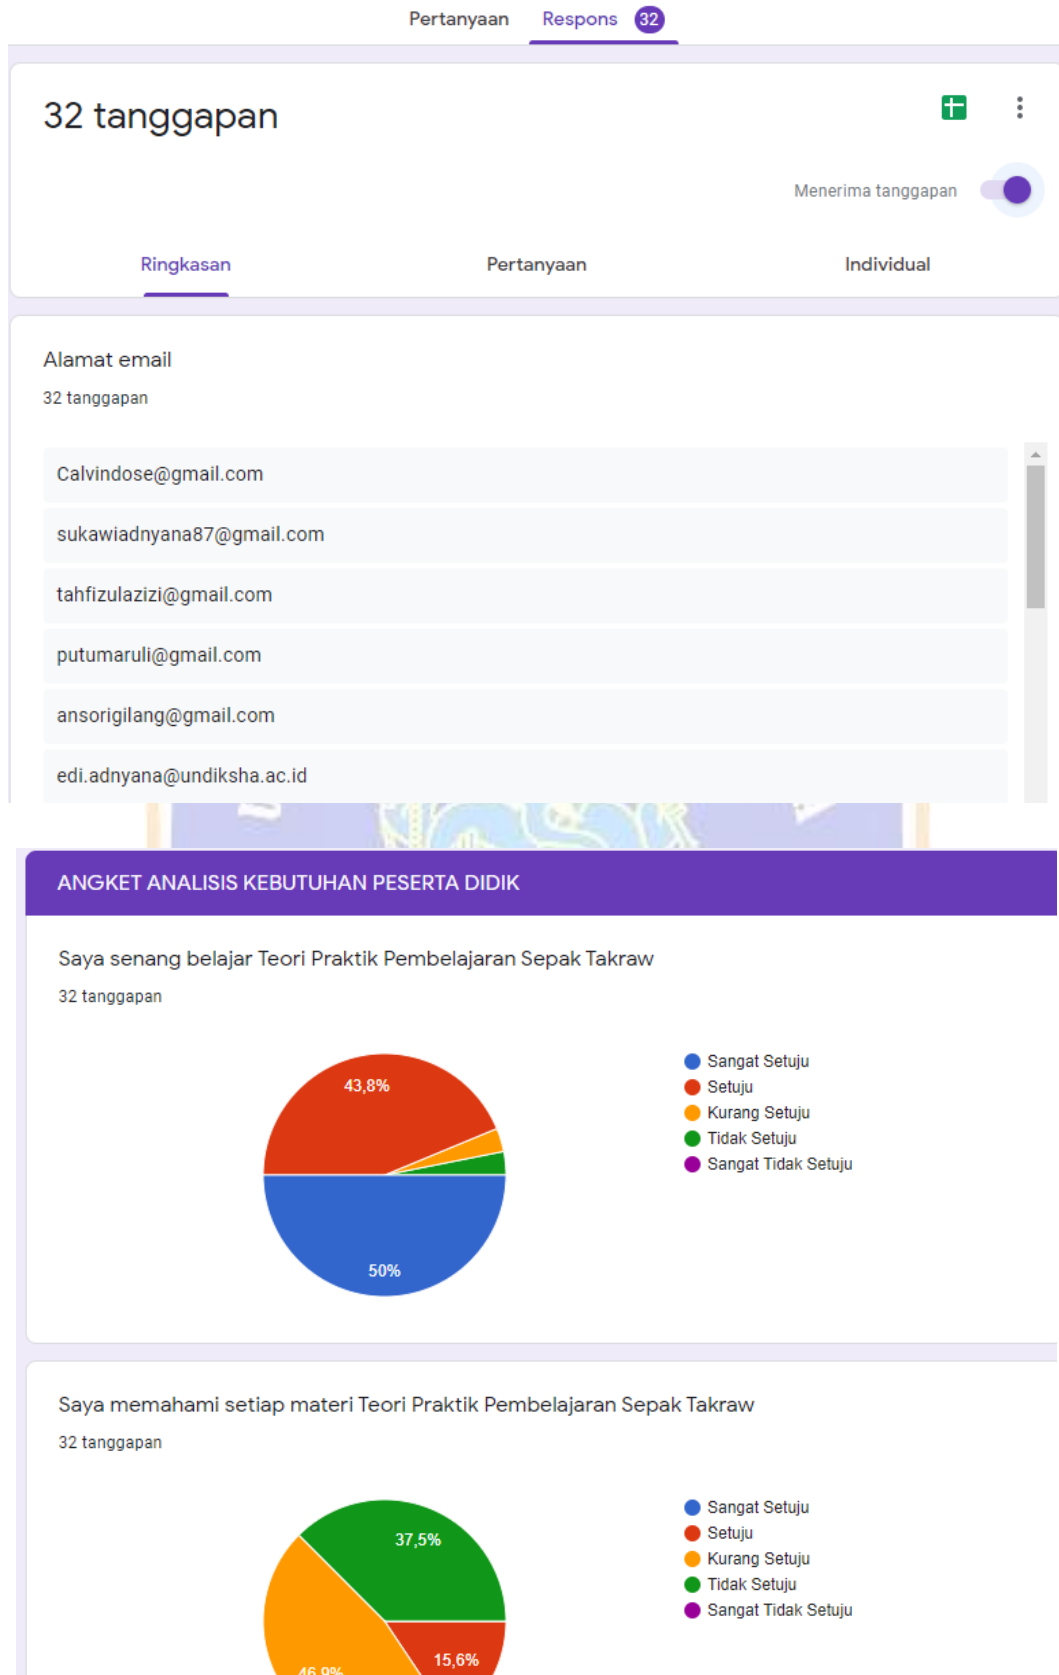 Pertanyaan Respons 32
32 tanggapan
Menerima tanggapan
Ringkasan Pertanyaan Individual
Alamat email
32 tanggapan
Calvindose@gmail.com
sukawiadnyana87@gmail.com
tahfizulazizi@gmail.com
putumaruli@gmail.com
ansorigilang@gmail.com
edi.adnyana@undiksha.ac.id
ANGKET ANALISIS KEBUTUHAN PESERTA DIDIK
Saya senang belajar Teori Praktik Pembelajaran Sepak Takraw
32 tanggapan
43,8%
50%
Sangat Setuju
Setuju
Kurang Setuju
Tidak Setuju
Sangat Tidak Setuju
Saya memahami setiap materi Teori Praktik Pembelajaran Sepak Takraw
32 tanggapan
37,5%
15,6%
46,9%
Sangat Setuju
Setuju
Kurang Setuju
Tidak Setuju
Sangat Tidak Setuju